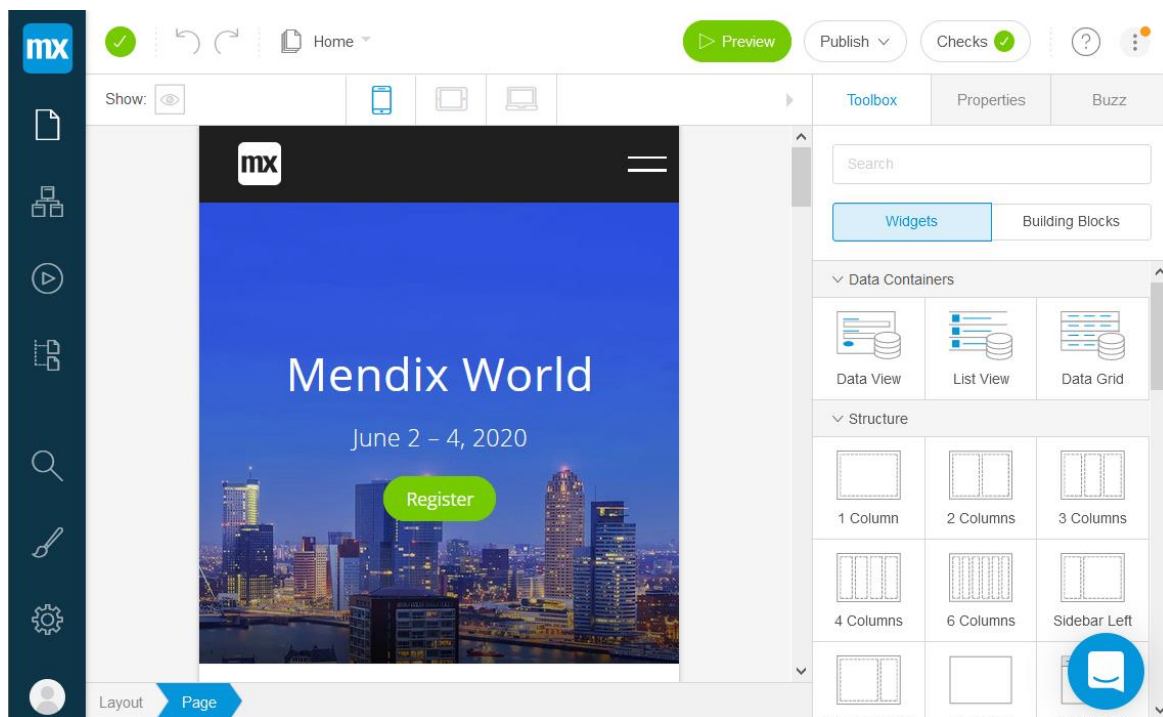 mx
Home
Preview
Publish
Checks
?
Show:
Toolbox
Properties
Buzz
mx
Search
Widgets
Building Blocks
Data Containers
Data View
List View
Data Grid
Structure
1 Column
2 Columns
3 Columns
4 Columns
6 Columns
Sidebar Left
Mendix World
June 2 – 4, 2020
Register
Layout
Page